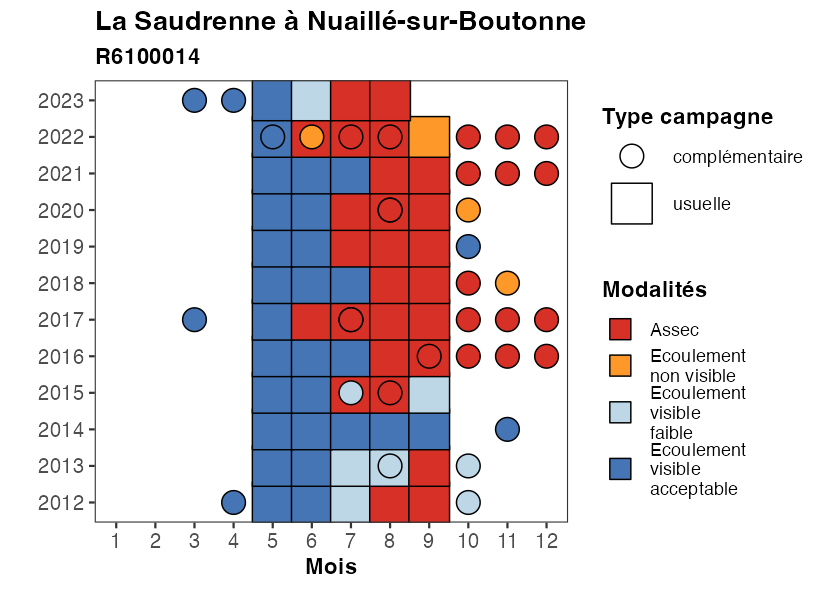 La Saudrenne à Nuaillé-sur-Boutonne
R6100014
2023
2022
2021
2020
2019
2018
2017
2016
2015
2014
2013
2012
1 2 3 4 5 6 7 8 9 10 11 12
Mois
Type campagne
complémentaire
usuelle
Modalités
Assec
Ecoulement
non visible
Ecoulement
visible
faible
Ecoulement
visible
acceptable